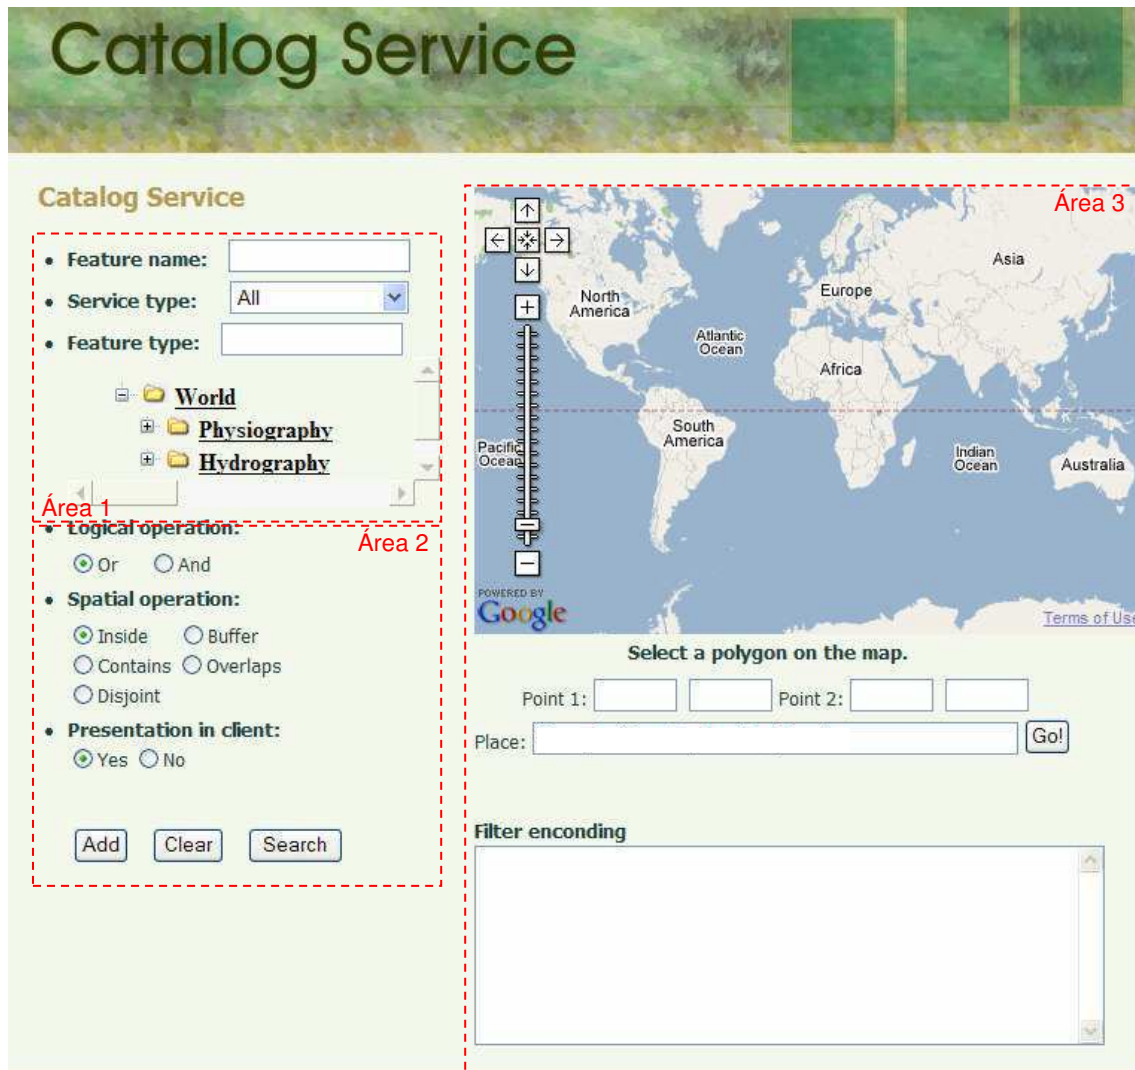 Catalog Service
Catalog Service
• Feature name:
• Service type: All
• Feature type:
World
Physiography
Hydrography
Área 1
• Logical operation:
Área 2
Or And
• Spatial operation:
Inside Buffer
Contains Overlaps
Disjoint
• Presentation in client:
Yes No
Add Clear Search
Área 3
Asia
Europe
North
America
Atlantic
Ocean
Africa
South
America
Pacific
Ocean
Indian
Ocean
Australia
POWERED BY
Google
Terms of Use
Select a polygon on the map.
Point 1: Point 2:
Place: Go!
Filter enconding